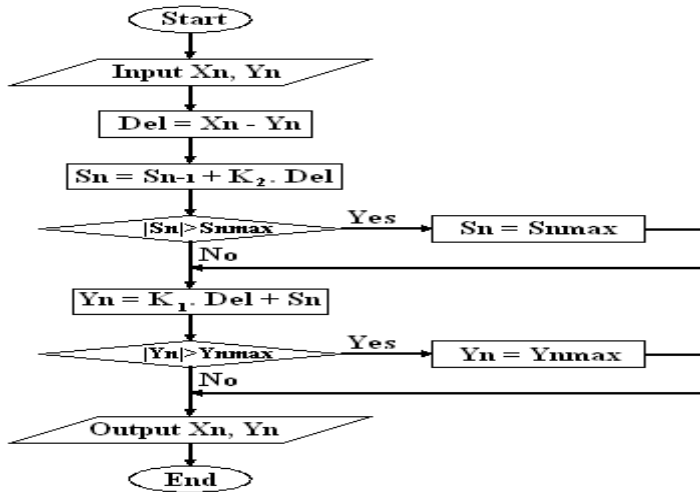 Start
Input Xn, Yn
Del = Xn - Yn
Sn = Sn-1 + K₂. Del
|Sn|>Snmax
Yes
Sn = Snmax
No
Yn = K₁. Del + Sn
|Yn|>Ynmax
Yes
Yn = Ynmax
No
Output Xn, Yn
End